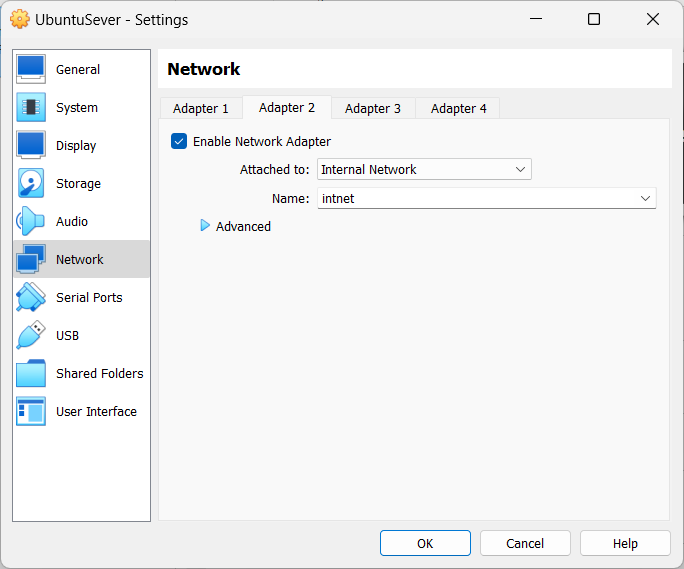 UbuntuSever - Settings
General
System
Display
Storage
Audio
Network
Serial Ports
USB
Shared Folders
User Interface
Network
Adapter 1 Adapter 2 Adapter 3 Adapter 4
Enable Network Adapter
Attached to: Internal Network
Name: intnet
Advanced
OK Cancel Help